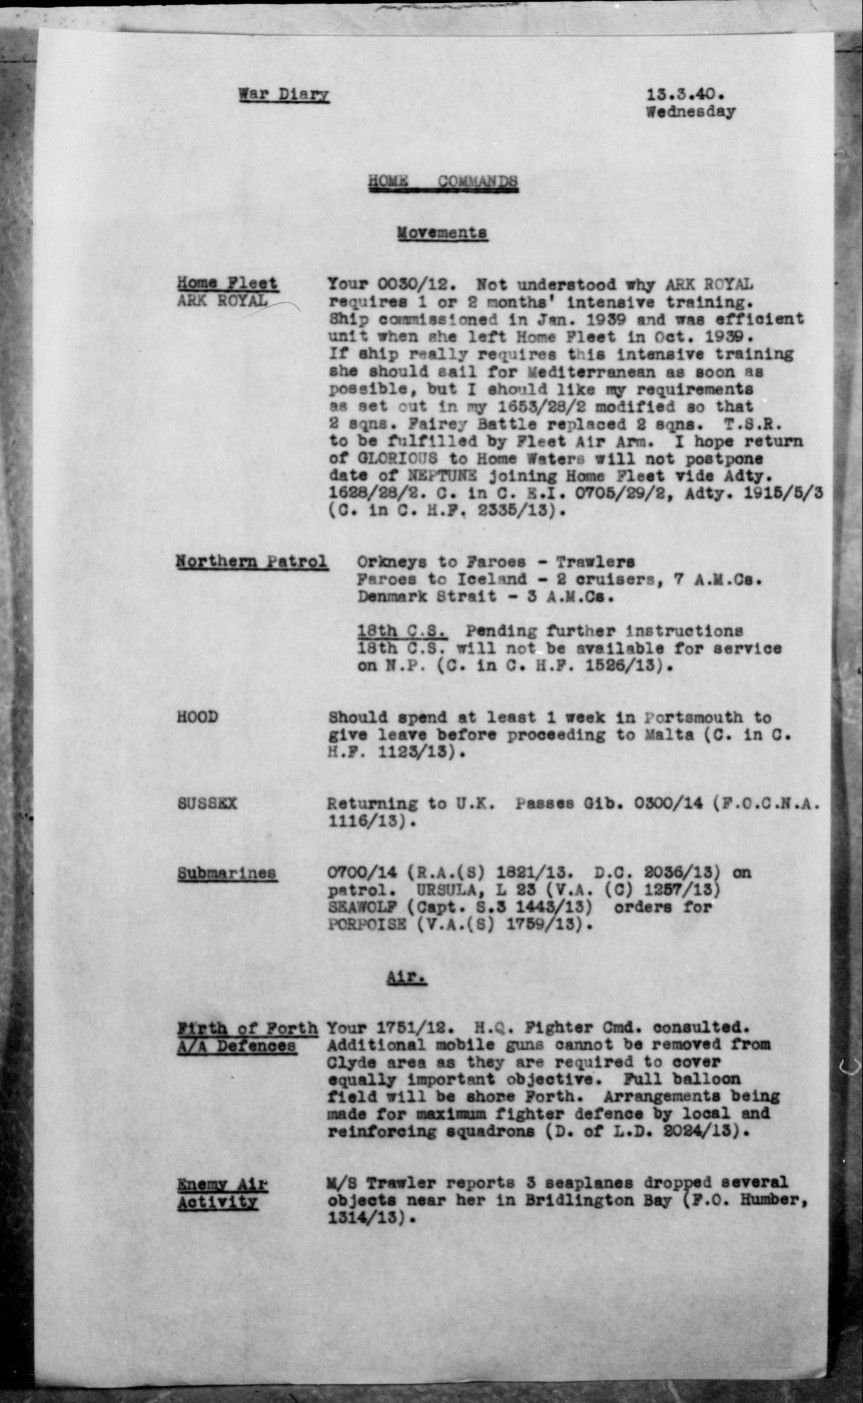 War Diary 13.3.40.
Wednesday
HOME COMMANDS
Movements
Home Fleet Your 0030/12. Not understood why ARK ROYAL
ARK ROYAL requires 1 or 2 months' intensive training.
Ship commissioned in Jan. 1939 and was efficient
unit when she left Home Fleet in Oct. 1939.
If ship really requires this intensive training
she should sail for Mediterranean as soon as
possible, but I should like my requirements
as set out in my 1653/28/2 modified so that
2 sqns. Fairey Battle replaced 2 sqns. T.S.R.
to be fulfilled by Fleet Air Arm. I hope return
of GLORIOUS to Home Waters will not postpone
date of NEPTUNE joining Home Fleet vide Adty.
1628/28/2. C. in C. E.I. 0705/29/2, Adty. 1915/5/3
(C. in C. H.F. 2335/13).
Northern Patrol Orkneys to Faroes - Trawlers
Faroes to Iceland - 2 cruisers, 7 A.M.Cs.
Denmark Strait - 3 A.M.Cs.
18th C.S. Pending further instructions
18th C.S. will not be available for service
on N.P. (C. in C. H.F. 1526/13).
HOOD Should spend at least 1 week in Portsmouth to
give leave before proceeding to Malta (C. in C.
H.F. 1123/13).
SUSSEX Returning to U.K. Passes Gib. 0300/14 (F.O.C.N.A.
1116/13).
Submarines 0700/14 (R.A.(S) 1821/13. D.C. 2036/13) on
patrol. URSULA, L 23 (V.A. (C) 1257/13)
SEAWOLF (Capt. S.3 1443/13) orders for
PORPOISE (V.A.(S) 1759/13).
Air.
Firth of Forth Your 1751/12. H.Q. Fighter Cmd. consulted.
A/A Defences Additional mobile guns cannot be removed from
Clyde area as they are required to cover
equally important objective. Full balloon
field will be shore Forth. Arrangements being
made for maximum fighter defence by local and
reinforcing squadrons (D. of L.D. 2024/13).
Enemy Air M/S Trawler reports 3 seaplanes dropped several
Activity objects near her in Bridlington Bay (F.O. Humber,
1314/13).